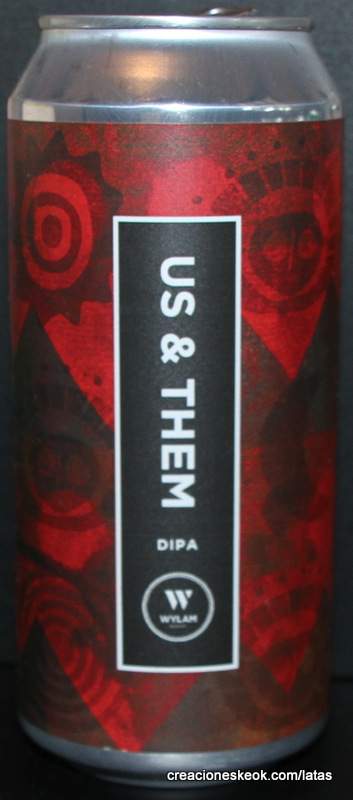 US & THEM
DIPA
W
WYLAM
creacioneskeok.com/latas